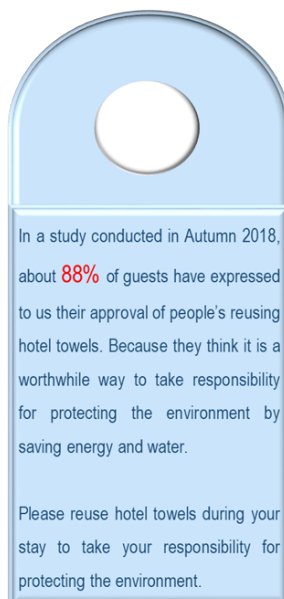 In a study conducted in Autumn 2018,
about 88% of guests have expressed
to us their approval of people's reusing
hotel towels. Because they think it is a
worthwhile way to take responsibility
for protecting the environment by
saving energy and water.
Please reuse hotel towels during your
stay to take your responsibility for
protecting the environment.